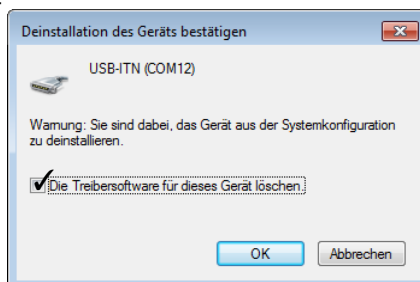 Deinstallation des Geräts bestätigen
USB-ITN (COM12)
Warnung: Sie sind dabei, das Gerät aus der Systemkonfiguration
zu deinstallieren.
Die Treibersoftware für dieses Gerät löschen.
OK
Abbrechen